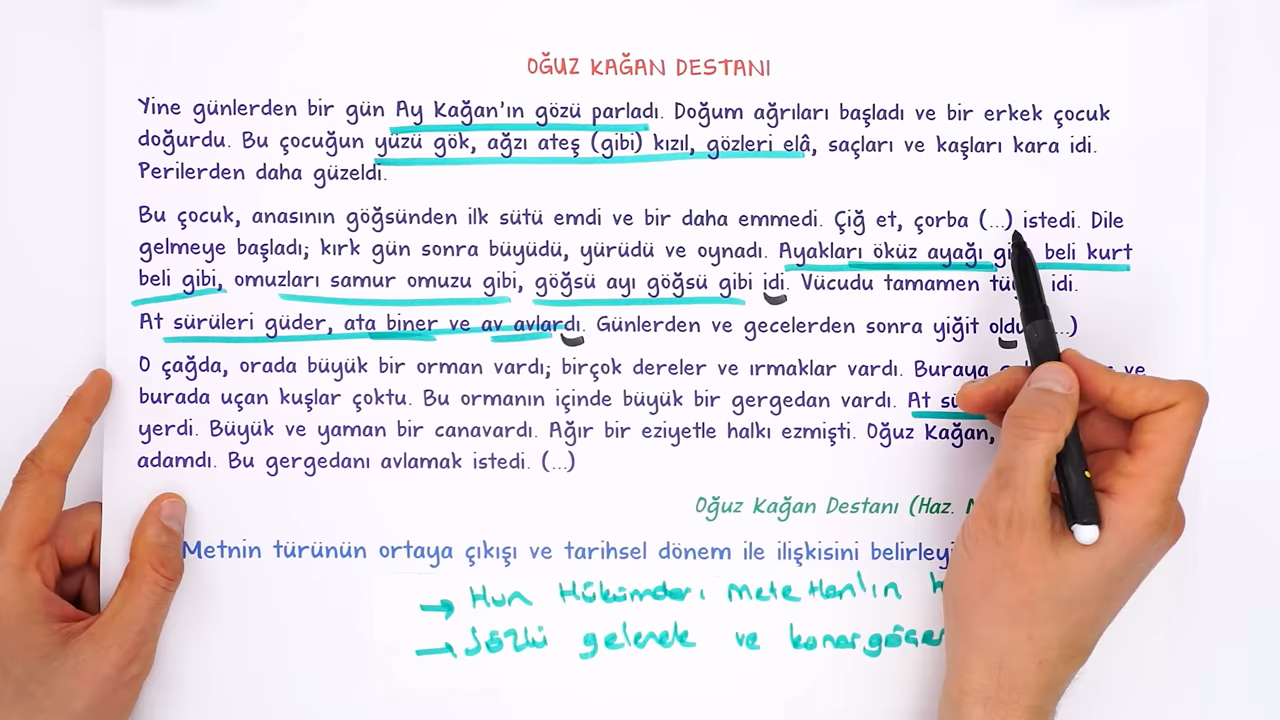 OĞUZ KAĞAN DESTANI
Yine günlerden bir gün Ay Kağan'ın gözü parladı. Doğum ağrıları başladı ve bir erkek çocuk
doğurdu. Bu çocuğun yüzü gök, ağzı ateş (gibi) kızıl, gözleri elâ, saçları ve kaşları kara idi.
Perilerden daha güzeldi.
Bu çocuk, anasının göğsünden ilk sütü emdi ve bir daha emmedi. Çiğ et, çorba (...) istedi. Dile
gelmeye başladı; kırk gün sonra büyüdü, yürüdü ve oynadı. Ayakları öküz ayağı beli kurt
beli gibi, omuzları samur omuzu gibi, göğsü ayı göğsü gibi idi. Vücudu tamamen idi.
At sürüleri güder, ata biner ve av avlardı. Günlerden ve gecelerden sonra yiğit oldu ...)
O çağda, orada büyük bir orman vardı; birçok dereler ve ırmaklar vardı. Buraya ve
burada uçan kuşlar çoktu. Bu ormanın içinde büyük bir gergedan vardı. At
yerdi. Büyük ve yaman bir canavardı. Ağır bir eziyetle halkı ezmişti. Oğuz Kağan,
adamdı. Bu gergedanı avlamak istedi. (...)
Oğuz Kağan Destanı (Haz.
Metnin türünün ortaya çıkışı ve tarihsel dönem ile ilişkisini
→ Hun Hükümdarı Mete Han'ın
→ Sözlü gelenek ve konargöçer